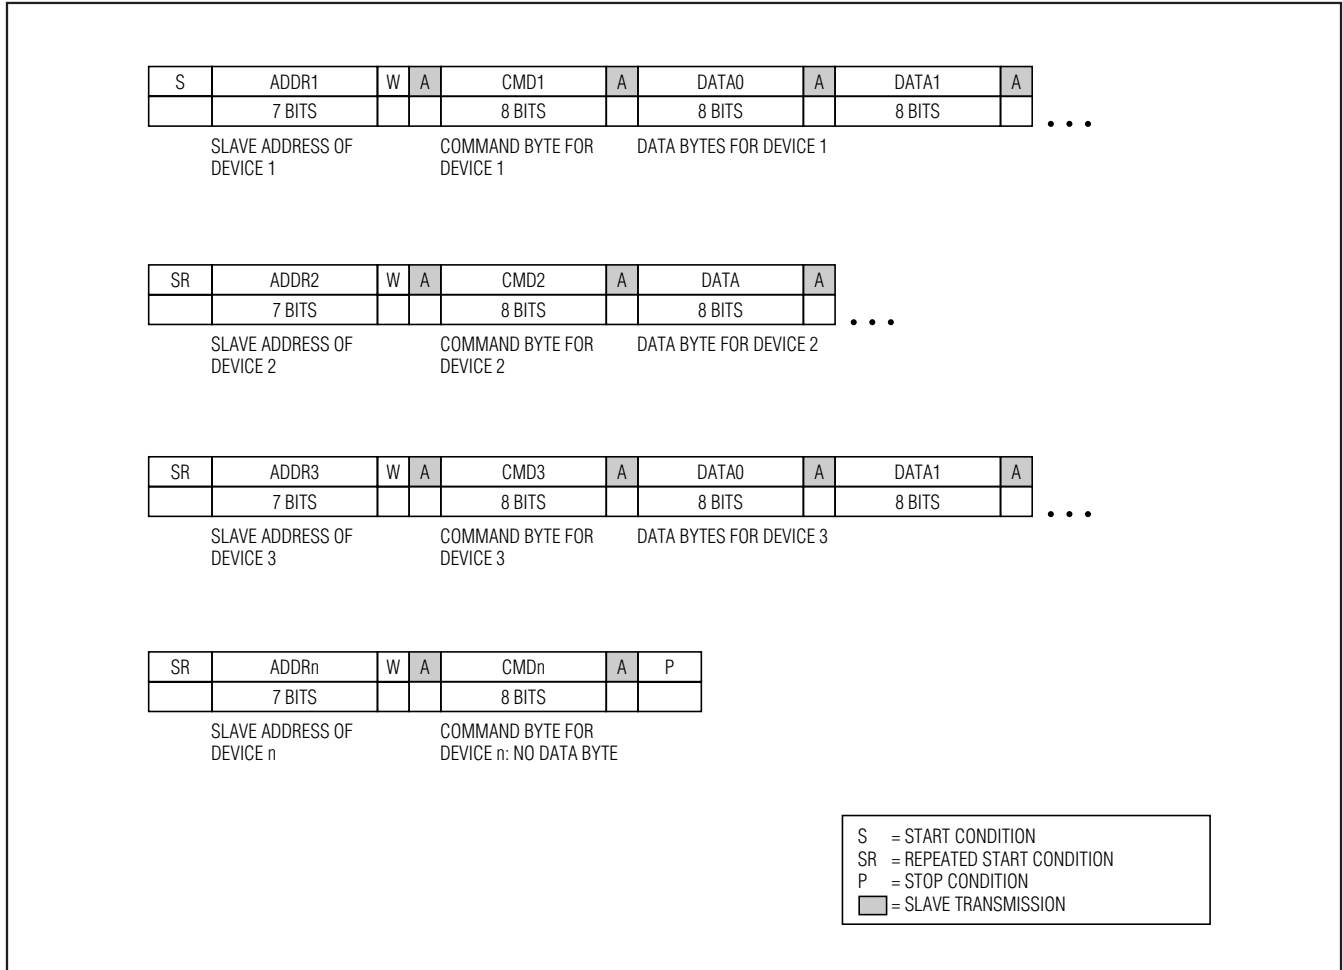 S ADDR1 W A CMD1 A DATA0 A DATA1 A
7 BITS 8 BITS 8 BITS 8 BITS
SLAVE ADDRESS OF DEVICE 1
COMMAND BYTE FOR DEVICE 1
DATA BYTES FOR DEVICE 1
...
SR ADDR2 W A CMD2 A DATA A
7 BITS 8 BITS 8 BITS
SLAVE ADDRESS OF DEVICE 2
COMMAND BYTE FOR DEVICE 2
DATA BYTE FOR DEVICE 2
...
SR ADDR3 W A CMD3 A DATA0 A DATA1 A
7 BITS 8 BITS 8 BITS 8 BITS
SLAVE ADDRESS OF DEVICE 3
COMMAND BYTE FOR DEVICE 3
DATA BYTES FOR DEVICE 3
...
SR ADDRn W A CMDn A P
7 BITS 8 BITS
SLAVE ADDRESS OF DEVICE n
COMMAND BYTE FOR DEVICE n: NO DATA BYTE
S = START CONDITION
SR = REPEATED START CONDITION
P = STOP CONDITION
= SLAVE TRANSMISSION